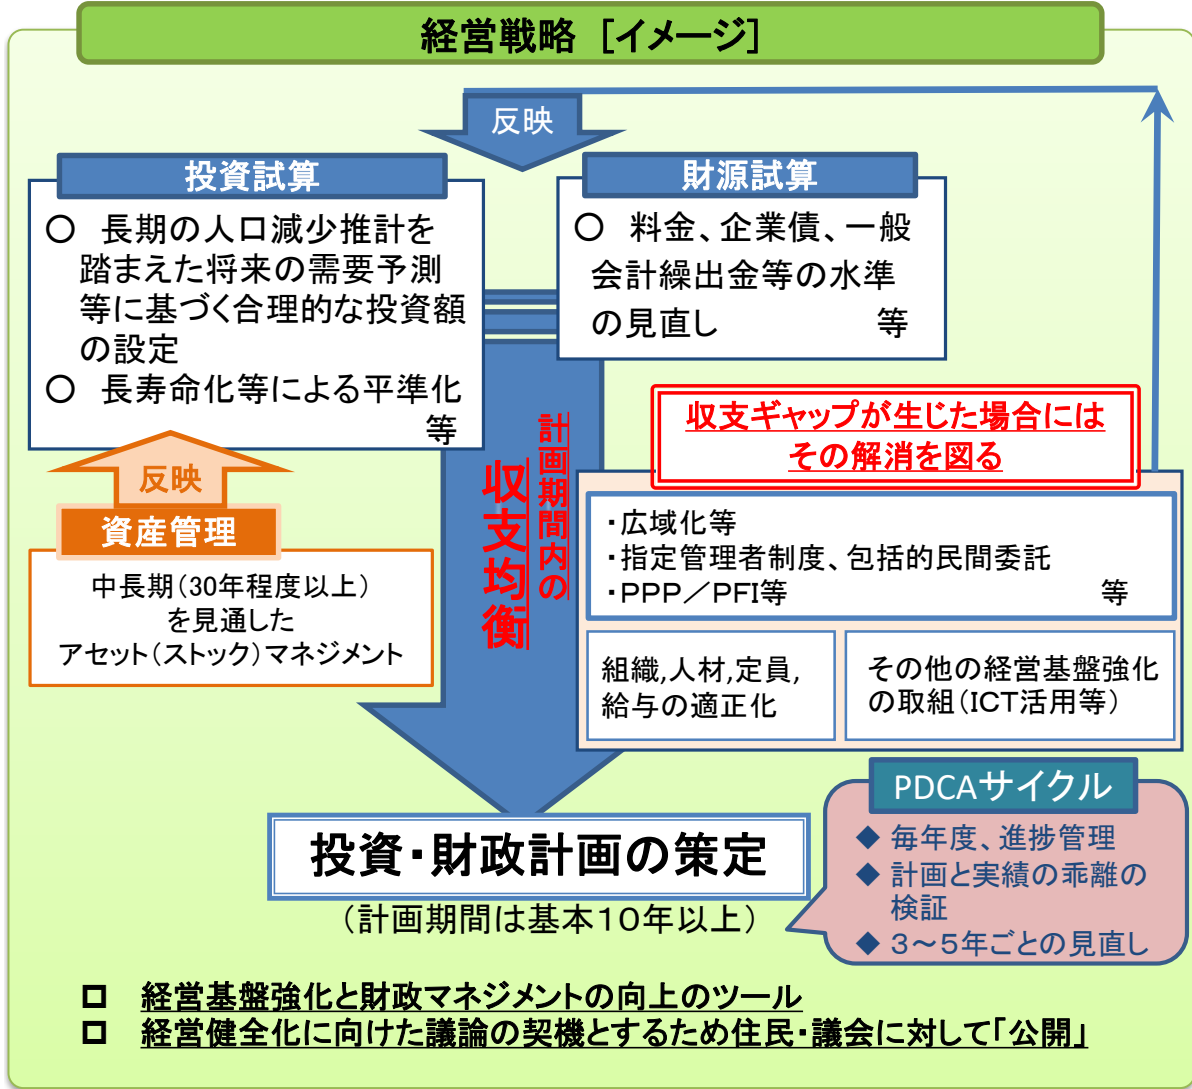 経営戦略 [イメージ]
反映
投資試算
○ 長期の人口減少推計を
踏まえた将来の需要予測
等に基づく合理的な投資額
の設定
○ 長寿命化等による平準化
等
財源試算
○ 料金、企業債、一般
会計繰出金等の水準
の見直し 等
反映
資産管理
中長期(30年程度以上)
を見通した
アセット(ストック)マネジメント
計画期間内の
収支均衡
収支ギャップが生じた場合には
その解消を図る
・広域化等
・指定管理者制度、包括的民間委託
・PPP/PFI等 等
組織,人材,定員,
給与の適正化
その他の経営基盤強化
の取組(ICT活用等)
投資・財政計画の策定
(計画期間は基本10年以上)
PDCAサイクル
◆ 毎年度、進捗管理
◆ 計画と実績の乖離の
検証
◆ 3~5年ごとの見直し
□ 経営基盤強化と財政マネジメントの向上のツール
□ 経営健全化に向けた議論の契機とするため住民・議会に対して「公開」